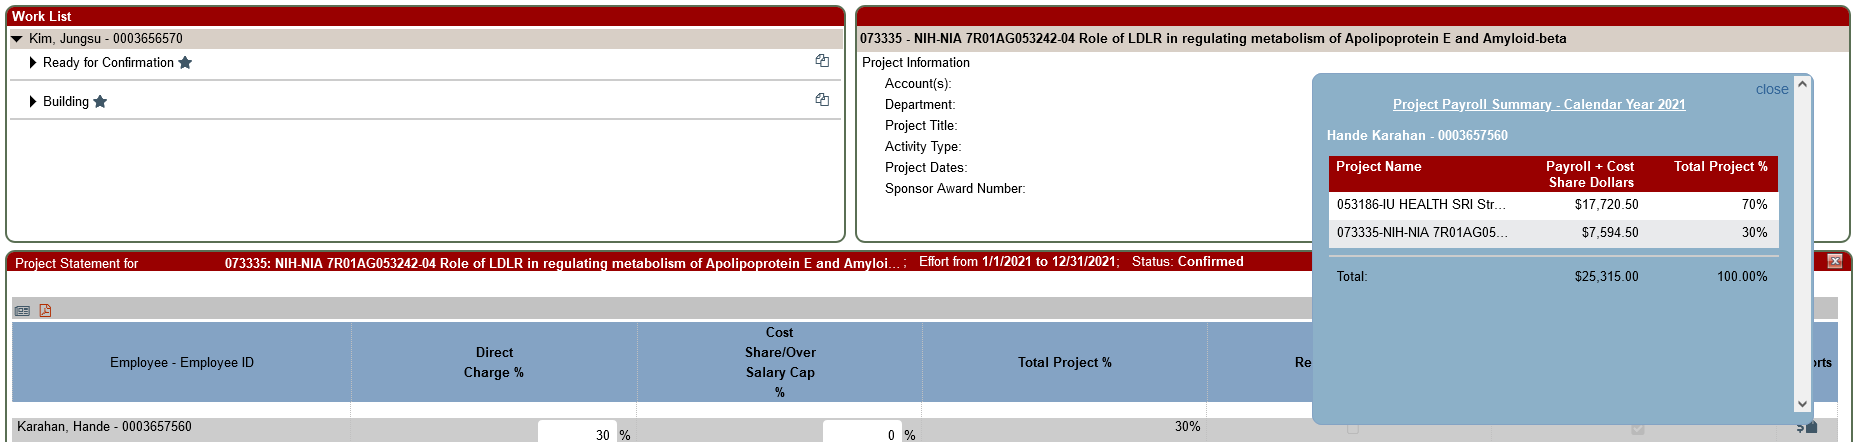 Work List
Kim, Jungsu - 0003656570
Ready for Confirmation
Building
073335 - NIH-NIA 7R01AG053242-04 Role of LDLR in regulating metabolism of Apolipoprotein E and Amyloid-beta
Project Information
Account(s):
Department:
Project Title:
Activity Type:
Project Dates:
Sponsor Award Number:
close
Project Payroll Summary - Calendar Year 2021
Hande Karahan - 0003657560
Project Name
Payroll + Cost
Share Dollars
Total Project %
053186-IU HEALTH SRI Str... $17,720.50 70%
073335-NIH-NIA 7R01AG05... $7,594.50 30%
Total: $25,315.00 100.00%
Project Statement for 073335: NIH-NIA 7R01AG053242-04 Role of LDLR in regulating metabolism of Apolipoprotein E and Amyloi... ; Effort from 1/1/2021 to 12/31/2021; Status: Confirmed
Employee - Employee ID
Direct
Charge %
Cost
Share/Over
Salary Cap
%
Total Project %
Re
orts
Karahan, Hande - 0003657560 30 % 0 % 30%